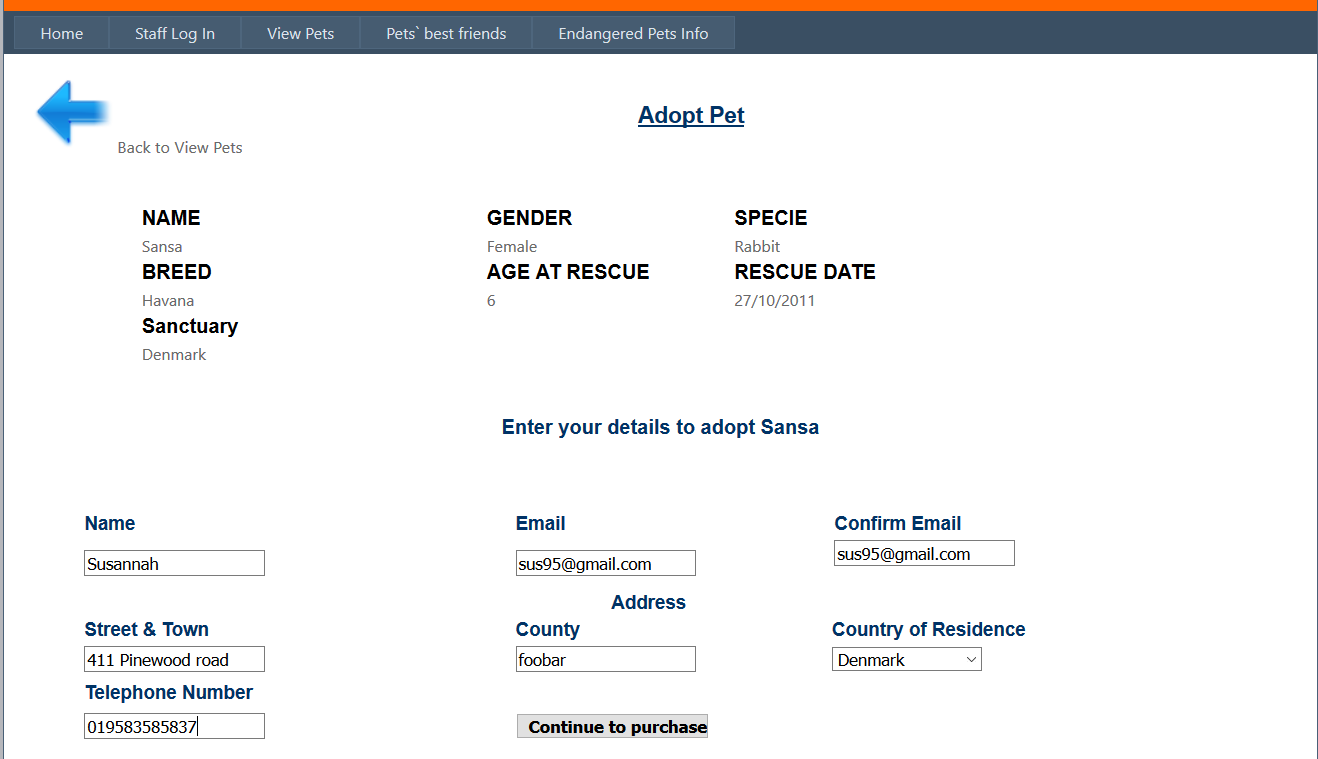 Home Staff Log In View Pets Pets` best friends Endangered Pets Info
Adopt Pet
Back to View Pets
NAME GENDER SPECIE
Sansa Female Rabbit
BREED AGE AT RESCUE RESCUE DATE
Havana 6 27/10/2011
Sanctuary
Denmark
Enter your details to adopt Sansa
Name Email Confirm Email
Susannah sus95@gmail.com sus95@gmail.com
Address
Street & Town County Country of Residence
411 Pinewood road foobar Denmark
Telephone Number
019583585837 Continue to purchase